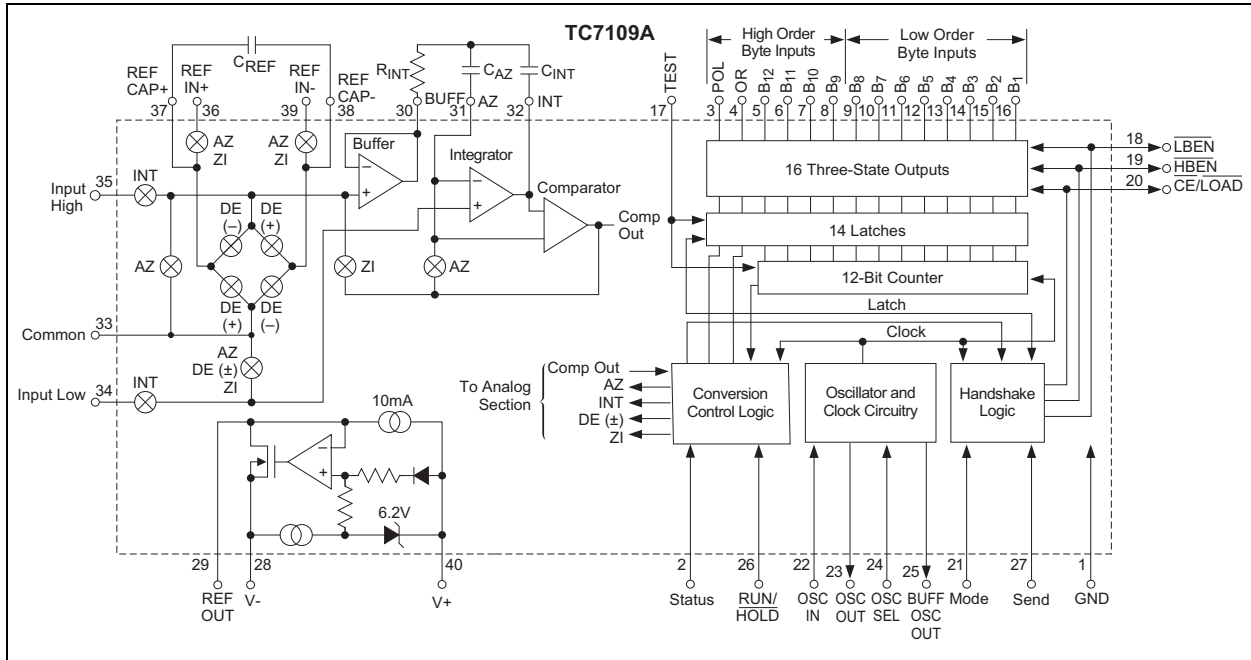 TC7109A
High Order
Byte Inputs
Low Order
Byte Inputs
REF
CAP+
37
REF
IN+
36
CREF
REF
IN-
39
REF
CAP-
38
RINT
BUFF
30
CAZ
AZ
31
CINT
INT
32
TEST
17
POL
3
OR
4
B12
5
B11
6
B10
7
B9
8
B8
9
B7
10
B6
11
B5
12
B4
13
B3
14
B2
15
B1
16
AZ
ZI
AZ
ZI
Buffer
–
+
Integrator
–
+
Comparator
Comp
Out
16 Three-State Outputs
18
LBEN
19
HBEN
20
CE/LOAD
14 Latches
12-Bit Counter
Latch
Clock
Input
High
35
INT
DE
(–)
DE
(+)
AZ
ZI
AZ
DE
(+)
DE
(–)
Common
33
AZ
DE (±)
ZI
Input Low
34
INT
To Analog
Section
Comp Out
AZ
INT
DE (±)
ZI
Conversion
Control Logic
Oscillator and
Clock Circuitry
Handshake
Logic
10mA
–
+
6.2V
29
REF
OUT
28
V-
40
V+
2
Status
26
RUN/
HOLD
22
OSC
IN
23
OSC
OUT
24
OSC
SEL
25
BUFF
OSC
OUT
21
Mode
27
Send
1
GND